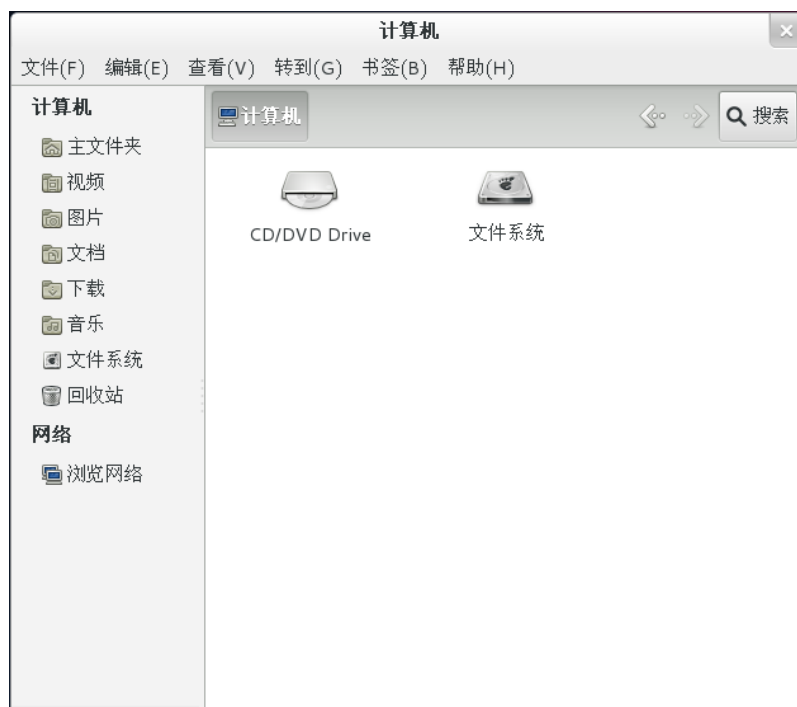 计算机
文件(F) 编辑(E) 查看(V) 转到(G) 书签(B) 帮助(H)
计算机
主文件夹
视频
图片
文档
下载
音乐
文件系统
回收站
网络
浏览网络
计算机
搜索
CD/DVD Drive
文件系统